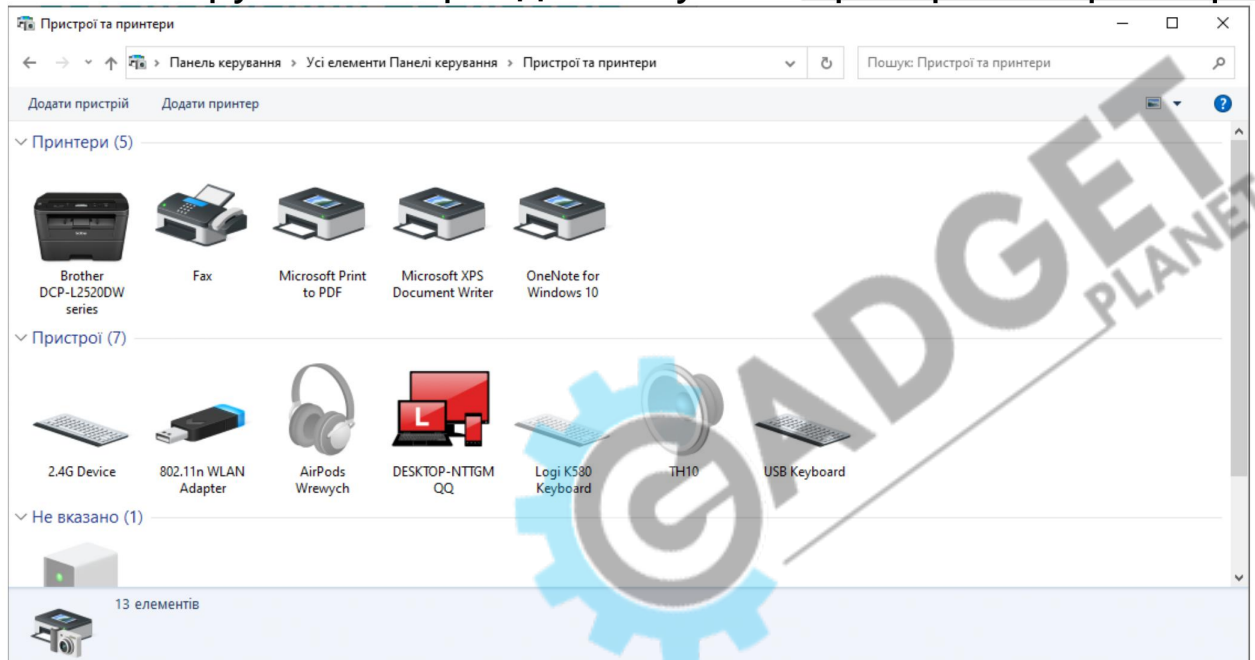 Пристрої та принтери
Панель керування › Усі елементи Панелі керування › Пристрої та принтери
Пошук: Пристрої та принтери
Додати пристрій Додати принтер
Принтери (5)
Brother
DCP-L2520DW
series
Fax
Microsoft Print
to PDF
Microsoft XPS
Document Writer
OneNote for
Windows 10
Пристрої (7)
2.4G Device
802.11n WLAN
Adapter
AirPods
Wrewych
L
DESKTOP-NTTGM
QQ
Logi K580
Keyboard
TH10
USB Keyboard
Не вказано (1)
13 елементів
GADGET
PLANET